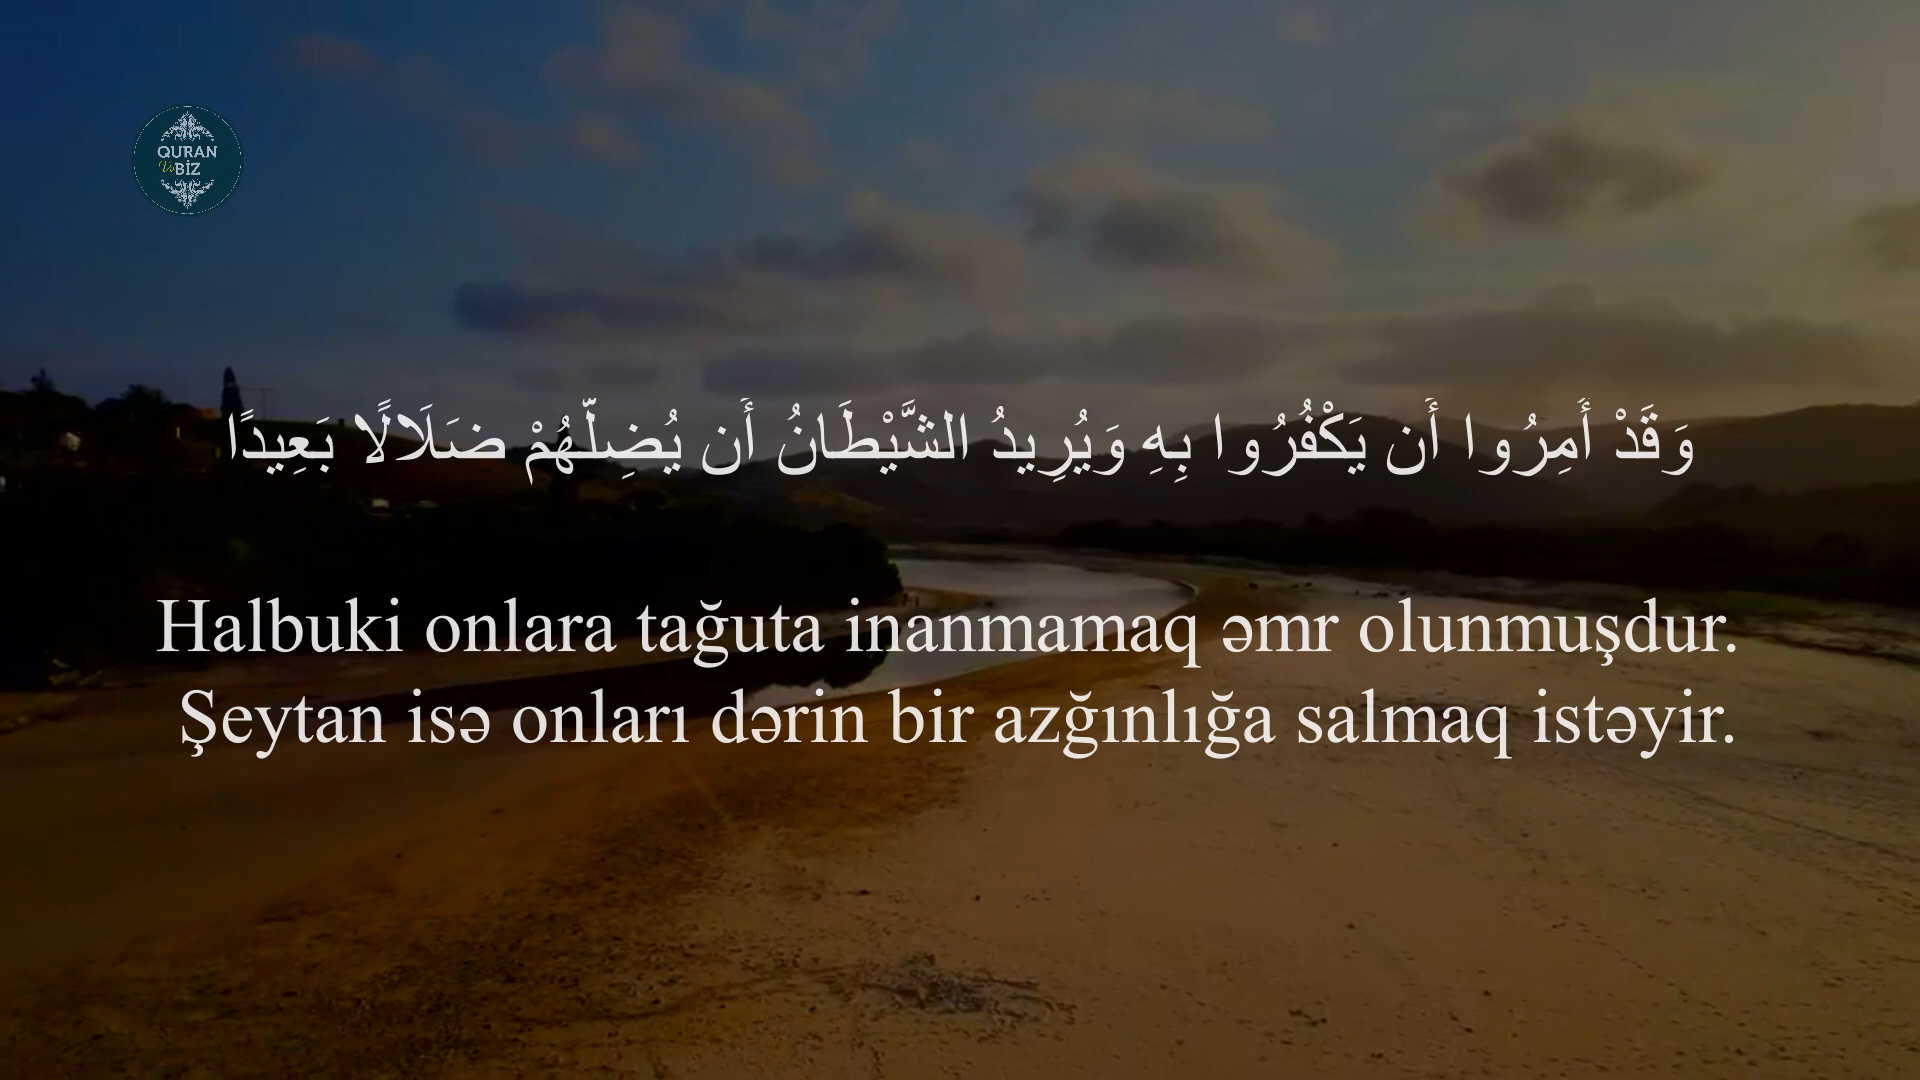 QURAN
Və BİZ
وَقَدْ أُمِرُوا أَن يَكْفُرُوا بِهِ وَيُرِيدُ الشَّيْطَانُ أَن يُضِلَّهُمْ ضَلَالًا بَعِيدًا
Halbuki onlara tağuta inanmamaq əmr olunmuşdur.
Şeytan isə onları dərin bir azğınlığa salmaq istəyir.